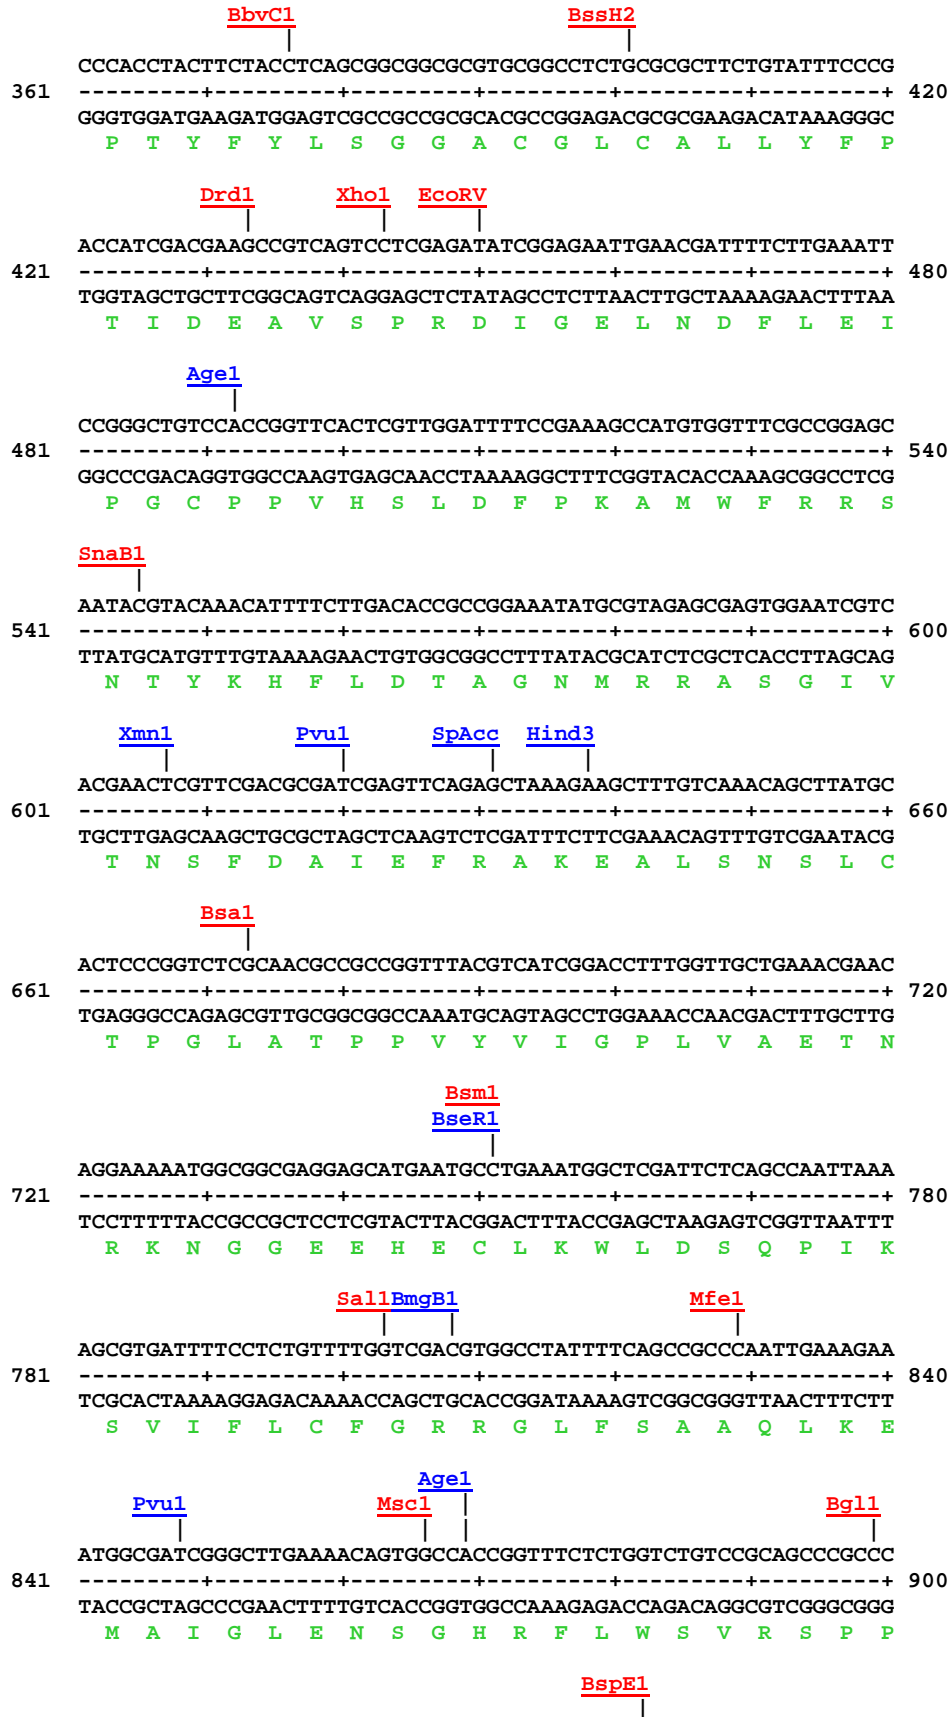 BbvC1 BssH2
| |
CCCACCTACTTCTACCTCAGCGGCGGCGCGTGCGGCCTCTGCGCGCTTCTGTATTTCCCG
361 ---------+---------+---------+---------+---------+---------+ 420
GGGTGGATGAAGATGGAGTCGCCGCCGCGCACGCCGGAGACGCGCGAAGACATAAAGGGC
P T Y F Y L S G G A C G L C A L L Y F P
Drd1 Xho1 EcoRV
| | |
ACCATCGACGAAGCCGTCAGTCCTCGAGATATCGGAGAATTGAACGATTTTCTTGAAATT
421 ---------+---------+---------+---------+---------+---------+ 480
TGGTAGCTGCTTCGGCAGTCAGGAGCTCTATAGCCTCTTAACTTGCTAAAAGAACTTTAA
T I D E A V S P R D I G E L N D F L E I
Age1
|
CCGGGCTGTCCACCGGTTCACTCGTTGGATTTTCCGAAAGCCATGTGGTTTCGCCGGAGC
481 ---------+---------+---------+---------+---------+---------+ 540
GGCCCGACAGGTGGCCAAGTGAGCAACCTAAAAGGCTTTCGGTACACCAAAGCGGCCTCG
P G C P P V H S L D F P K A M W F R R S
SnaB1
|
AATACGTACAAACATTTTCTTGACACCGCCGGAAATATGCGTAGAGCGAGTGGAATCGTC
541 ---------+---------+---------+---------+---------+---------+ 600
TTATGCATGTTTGTAAAAGAACTGTGGCGGCCTTTATACGCATCTCGCTCACCTTAGCAG
N T Y K H F L D T A G N M R R A S G I V
Xmn1 Pvu1 SpAcc Hind3
| | | |
ACGAACTCGTTCGACGCGATCGAGTTCAGAGCTAAAGAAGCTTTGTCAAACAGCTTATGC
601 ---------+---------+---------+---------+---------+---------+ 660
TGCTTGAGCAAGCTGCGCTAGCTCAAGTCTCGATTTCTTCGAAACAGTTTGTCGAATACG
T N S F D A I E F R A K E A L S N S L C
Bsa1
|
ACTCCCGGTCTCGCAACGCCGCCGGTTTACGTCATCGGACCTTTGGTTGCTGAAACGAAC
661 ---------+---------+---------+---------+---------+---------+ 720
TGAGGGCCAGAGCGTTGCGGCGGCCAAATGCAGTAGCCTGGAAACCAACGACTTTGCTTG
T P G L A T P P V Y V I G P L V A E T N
Bsm1
BseR1
|
AGGAAAAATGGCGGCGAGGAGCATGAATGCCTGAAATGGCTCGATTCTCAGCCAATTAAA
721 ---------+---------+---------+---------+---------+---------+ 780
TCCTTTTTACCGCCGCTCCTCGTACTTACGGACTTTACCGAGCTAAGAGTCGGTTAATTT
R K N G G E E H E C L K W L D S Q P I K
Sal1BmgB1 Mfe1
| | |
AGCGTGATTTTCCTCTGTTTTGGTCGACGTGGCCTATTTTCAGCCGCCCAATTGAAAGAA
781 ---------+---------+---------+---------+---------+---------+ 840
TCGCACTAAAAGGAGACAAAACCAGCTGCACCGGATAAAAGTCGGCGGGTTAACTTTCTT
S V I F L C F G R R G L F S A A Q L K E
Age1
Pvu1 Msc1 | Bgl1
| | | |
ATGGCGATCGGGCTTGAAAACAGTGGCCACCGGTTTCTCTGGTCTGTCCGCAGCCCGCCC
841 ---------+---------+---------+---------+---------+---------+ 900
TACCGCTAGCCCGAACTTTTGTCACCGGTGGCCAAAGAGACCAGACAGGCGTCGGGCGGG
M A I G L E N S G H R F L W S V R S P P
BspE1
|